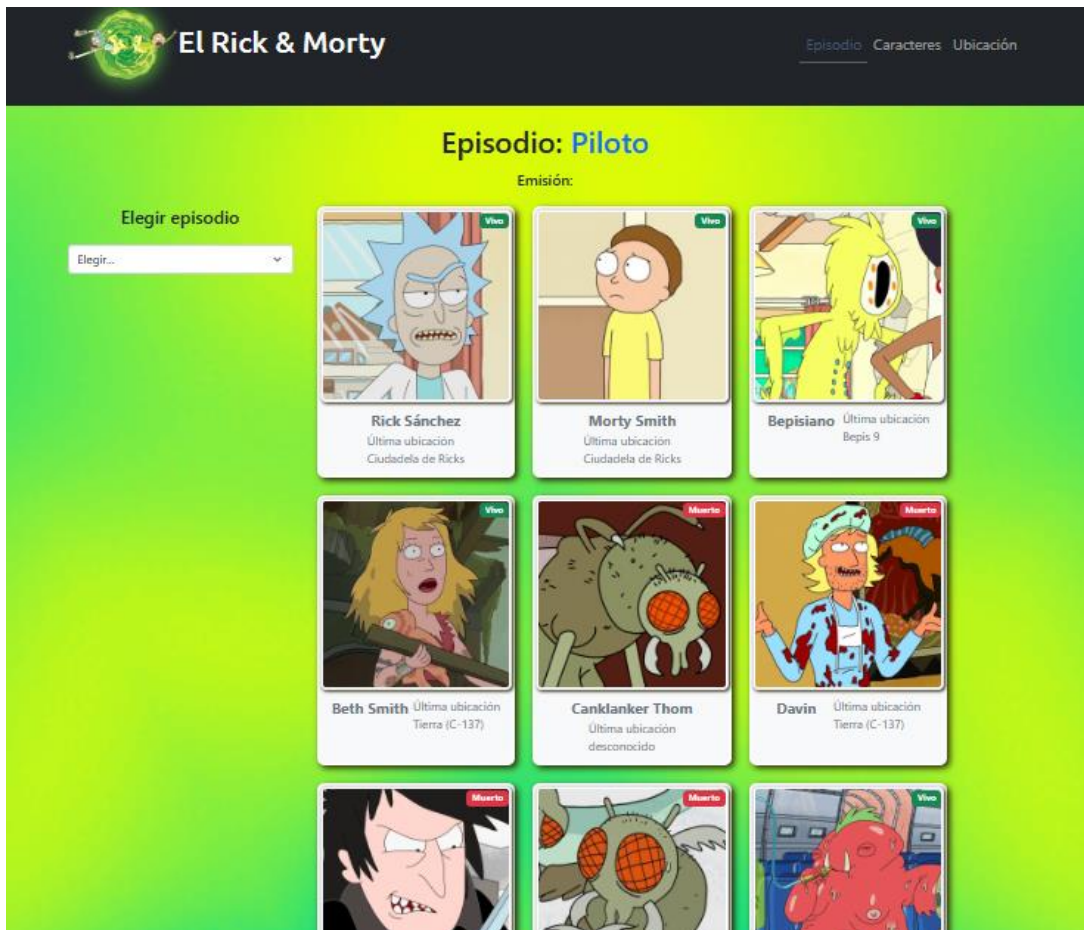 El Rick & Morty
Episodio Caracteres Ubicación
Episodio: Piloto
Emisión:
Elegir episodio
Elegir...
Vivo
Rick Sánchez
Última ubicación
Ciudadela de Ricks
Vivo
Morty Smith
Última ubicación
Ciudadela de Ricks
Vivo
Bepisiano Última ubicación
Bepis 9
Vivo
Beth Smith Última ubicación
Tierra (C-137)
Muerto
Canklanker Thom
Última ubicación
desconocido
Muerto
Davin Última ubicación
Tierra (C-137)
Muerto
Muerto
Vivo